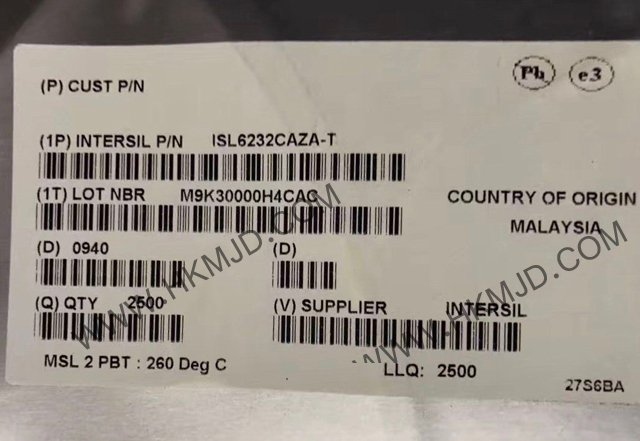 Pb e3
(P) CUST P/N
(1P) INTERSIL P/N ISL6232CAZA-T
(1T) LOT NBR M9K30000H4CAC
COUNTRY OF ORIGIN
MALAYSIA
(D) 0940 (D)
(Q) QTY 2500 (V) SUPPLIER INTERSIL
MSL 2 PBT : 260 Deg C LLQ: 2500
27S6BA
WWW.HKMJD.COM
WWW.HKMJD.COM